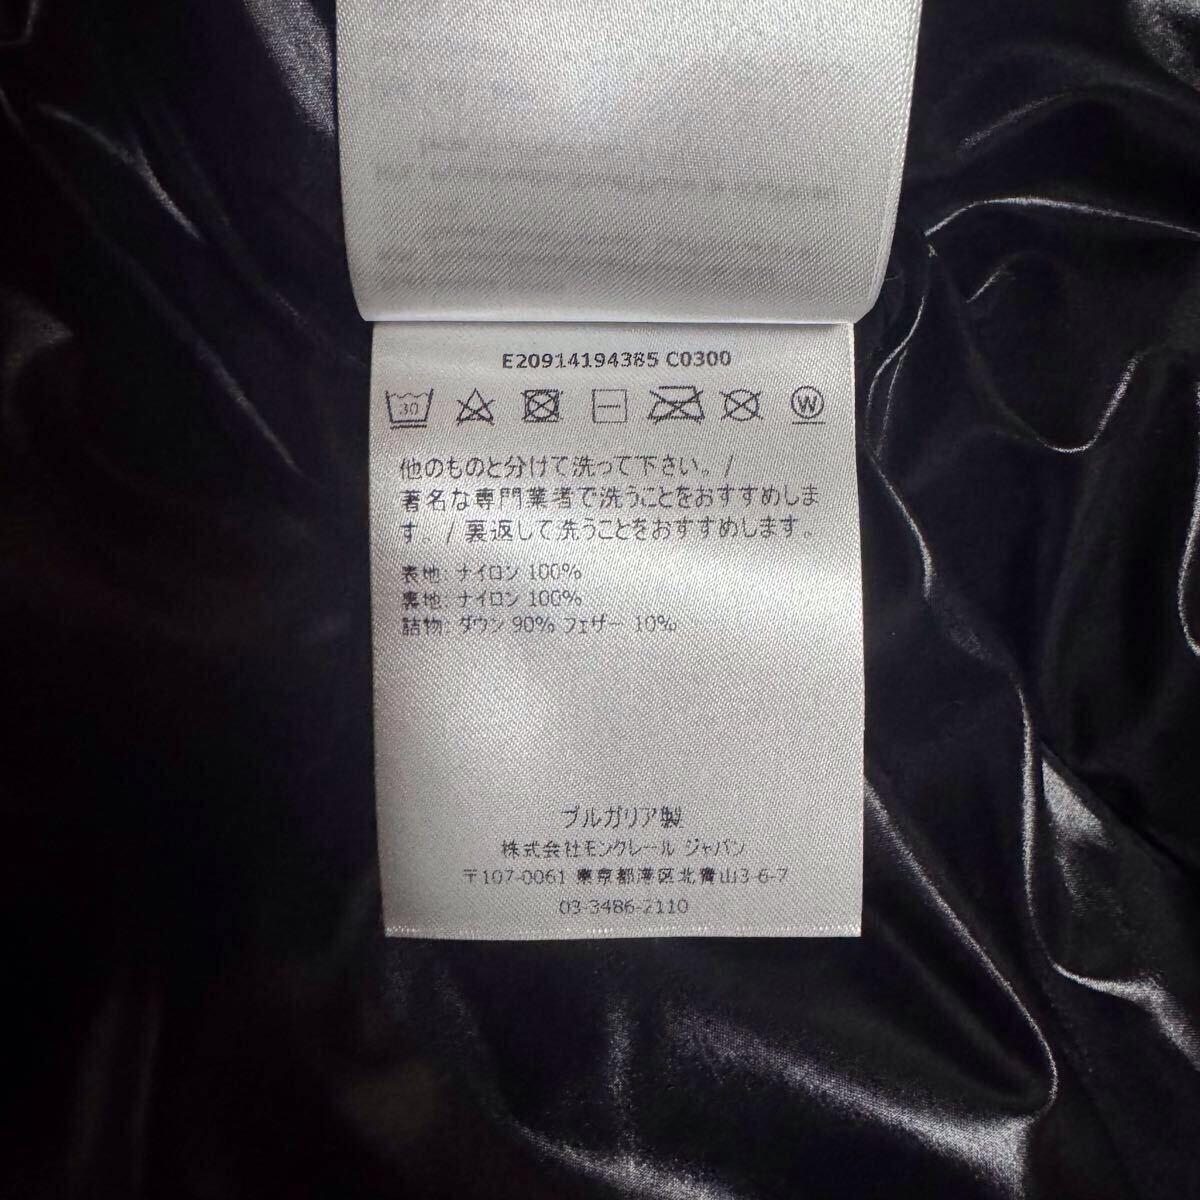 E20914194385 C0300
30 W
他のものと分けて洗って下さい。/
著名な専門業者で洗うことをおすすめしま
す。/ 裏返して洗うことをおすすめします。
表地: ナイロン 100%
裏地: ナイロン 100%
詰物: ダウン 90% フェザー 10%
ブルガリア製
株式会社モンクレール ジャパン
〒107-0061 東京都港区北青山3-6-7
03-3486-2110